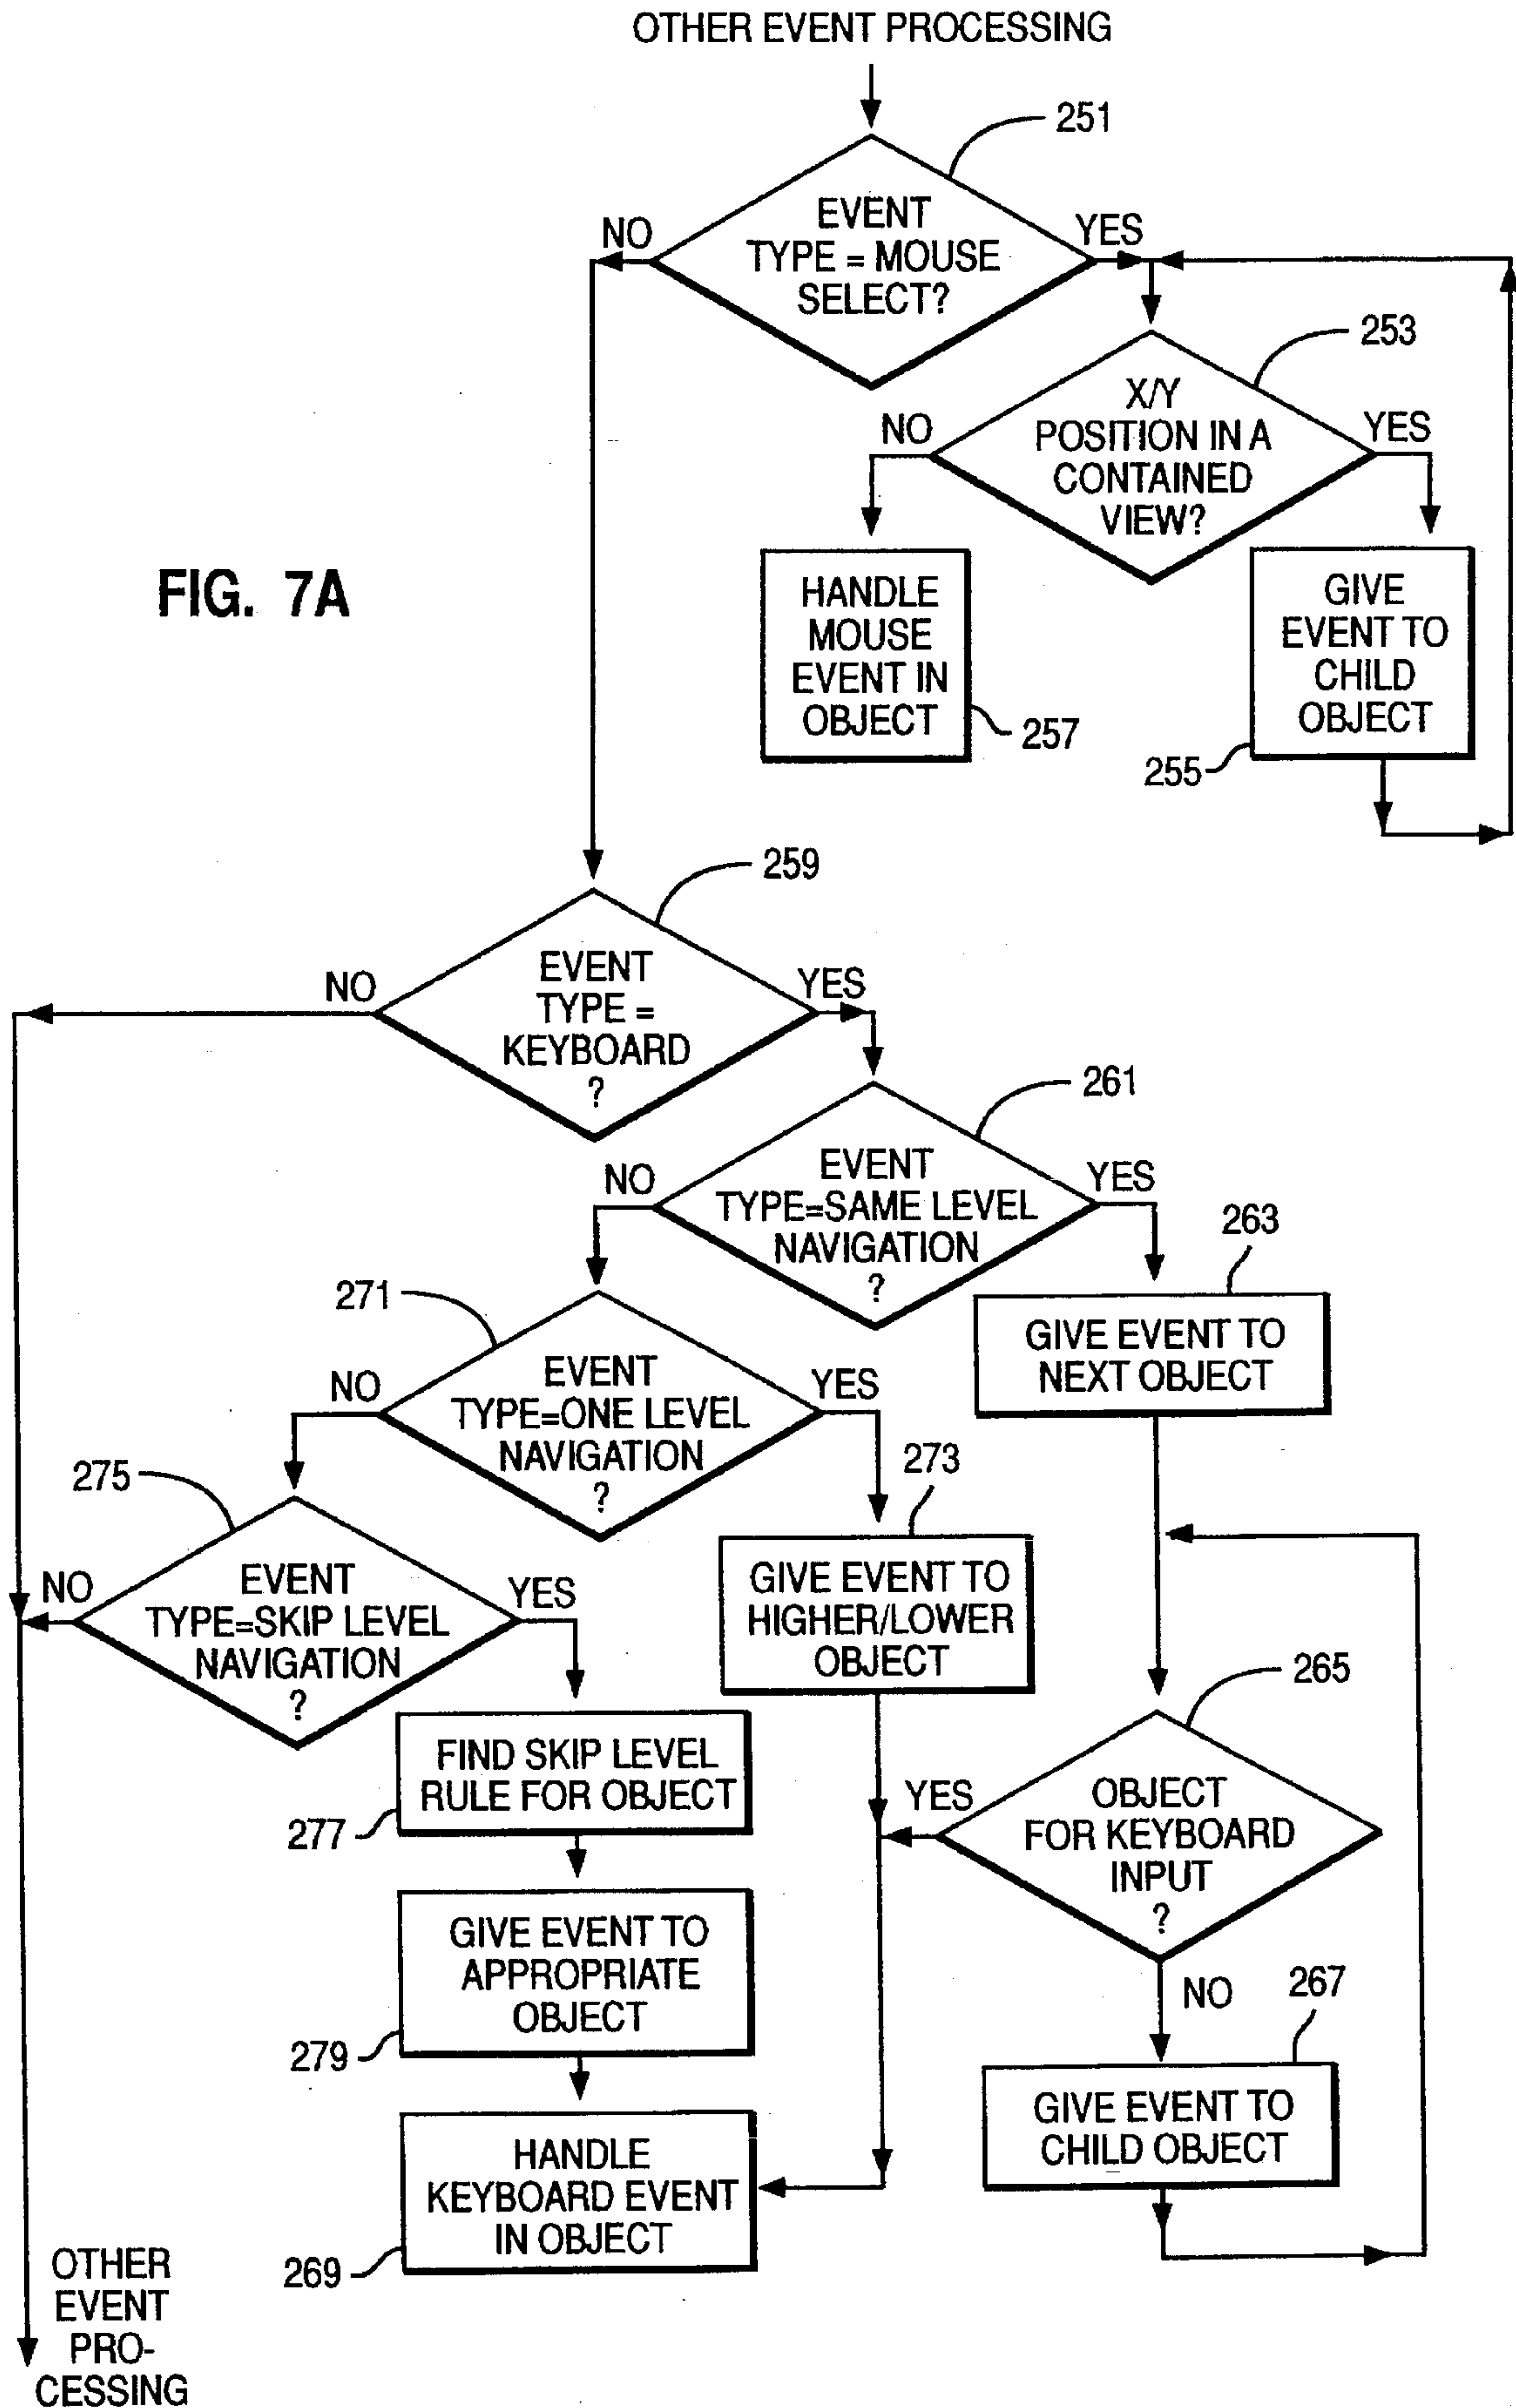 OTHER EVENT PROCESSING
251
EVENT
TYPE = MOUSE
SELECT?
NO
YES
253
X/Y
POSITION IN A
CONTAINED
VIEW?
NO
YES
FIG. 7A
HANDLE
MOUSE
EVENT IN
OBJECT
257
GIVE
EVENT TO
CHILD
OBJECT
255
259
EVENT
TYPE =
KEYBOARD
?
NO
YES
261
EVENT
TYPE=SAME LEVEL
NAVIGATION
?
NO
YES
263
GIVE EVENT TO
NEXT OBJECT
271
EVENT
TYPE=ONE LEVEL
NAVIGATION
?
NO
YES
273
GIVE EVENT TO
HIGHER/LOWER
OBJECT
275
EVENT
TYPE=SKIP LEVEL
NAVIGATION
?
NO
YES
265
OBJECT
FOR KEYBOARD
INPUT
?
YES
NO
FIND SKIP LEVEL
RULE FOR OBJECT
277
GIVE EVENT TO
APPROPRIATE
OBJECT
279
267
GIVE EVENT TO
CHILD OBJECT
HANDLE
KEYBOARD EVENT
IN OBJECT
269
OTHER
EVENT
PRO-
CESSING